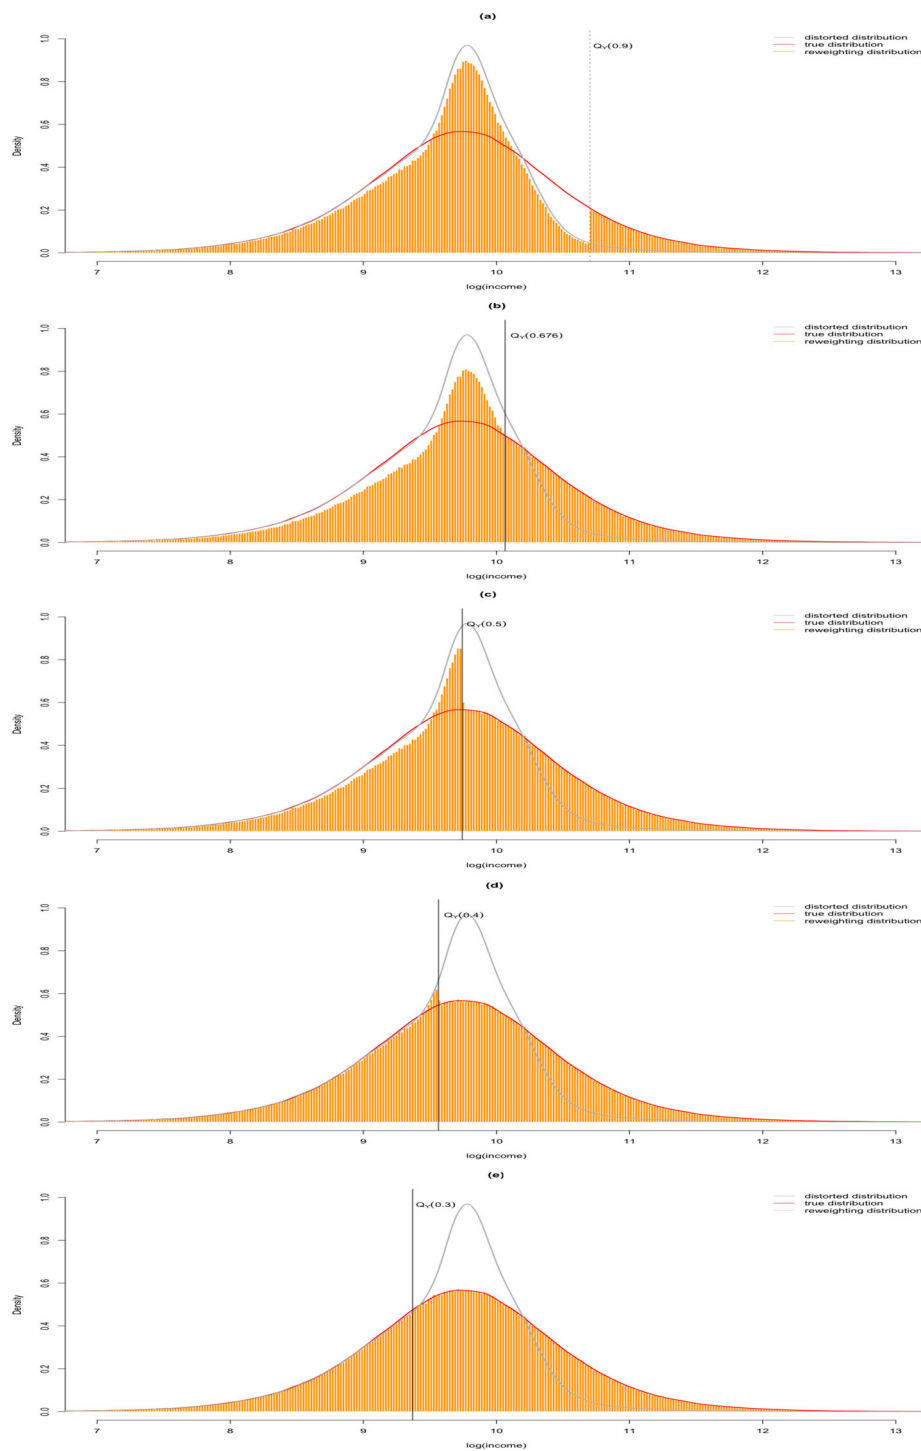 (a)
distorted distribution
true distribution
reweighting distribution
Qᵧ(0.9)
Density
0.0 0.2 0.4 0.6 0.8 1.0
7 8 9 10 11 12 13
log(income)
(b)
distorted distribution
true distribution
reweighting distribution
Qᵧ(0.676)
Density
0.0 0.2 0.4 0.6 0.8 1.0
7 8 9 10 11 12 13
log(income)
(c)
distorted distribution
true distribution
reweighting distribution
Qᵧ(0.5)
Density
0.0 0.2 0.4 0.6 0.8 1.0
7 8 9 10 11 12 13
log(income)
(d)
distorted distribution
true distribution
reweighting distribution
Qᵧ(0.4)
Density
0.0 0.2 0.4 0.6 0.8 1.0
7 8 9 10 11 12 13
log(income)
(e)
distorted distribution
true distribution
reweighting distribution
Qᵧ(0.3)
Density
0.0 0.2 0.4 0.6 0.8 1.0
7 8 9 10 11 12 13
log(income)